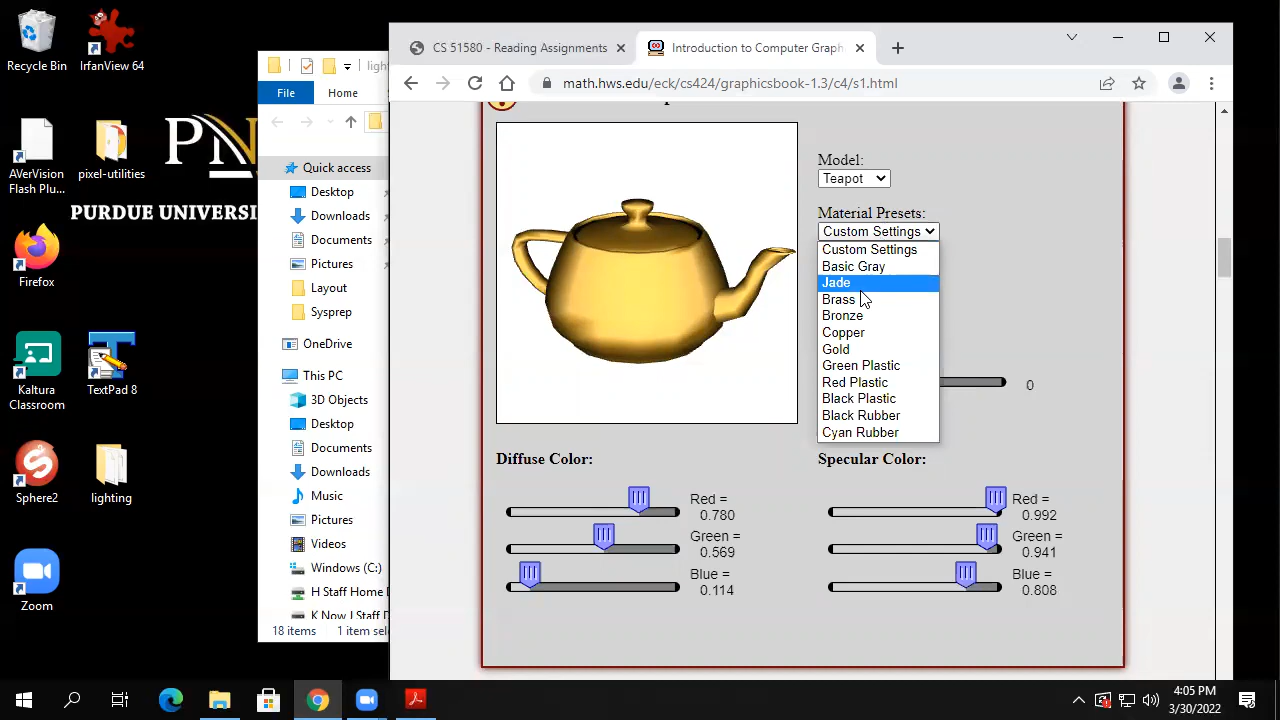 Recycle Bin
IrfanView 64
AVerVision
Flash Plu...
pixel-utilities
PN
PURDUE UNIVERSI
Firefox
Kaltura
Classroom
TextPad 8
Sphere2
lighting
Zoom
File
Home
Quick access
Desktop
Downloads
Documents
Pictures
Layout
Sysprep
OneDrive
This PC
3D Objects
Desktop
Documents
Downloads
Music
Pictures
Videos
Windows (C:)
H Staff Home
K Now I Staff D
18 items 1 item sel
CS 51580 - Reading Assignments
Introduction to Computer Graph
math.hws.edu/eck/cs424/graphicsbook-1.3/c4/s1.html
Model:
Teapot
Material Presets:
Custom Settings
Custom Settings
Basic Gray
Jade
Brass
Bronze
Copper
Gold
Green Plastic
Red Plastic
Black Plastic
Black Rubber
Cyan Rubber
0
Diffuse Color:
Red =
0.780
Green =
0.569
Blue =
0.114
Specular Color:
Red =
0.992
Green =
0.941
Blue =
0.808
4:05 PM
3/30/2022